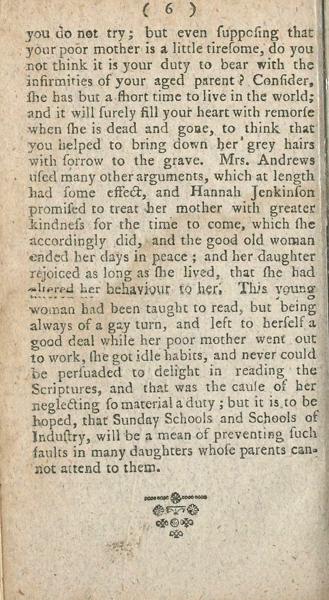 ( 6 )
you do not try; but even ſuppoſing that
your poor mother is a little tireſome, do you
not think it is your duty to bear with the
infirmities of your aged parent? Conſider,
ſhe has but a ſhort time to live in the world;
and it will ſurely fill your heart with remorſe
when ſhe is dead and gone, to think that
you helped to bring down her grey hairs
with ſorrow to the grave. Mrs. Andrews
uſed many other arguments, which at length
had ſome effect, and Hannah Jenkinſon
promiſed to treat her mother with greater
kindneſs for the time to come, which ſhe
accordingly did, and the good old woman
ended her days in peace; and her daughter
rejoiced as long as ſhe lived, that ſhe had
altered her behaviour to her. This young
woman had been taught to read, but being
always of a gay turn, and left to herſelf a
good deal while her poor mother went out
to work, ſhe got idle habits, and never could
be perſuaded to delight in reading the
Scriptures, and that was the cauſe of her
neglecting ſo material a duty; but it is to be
hoped, that Sunday Schools and Schools of
Induſtry, will be a mean of preventing ſuch
faults in many daughters whoſe parents can-
not attend to them.